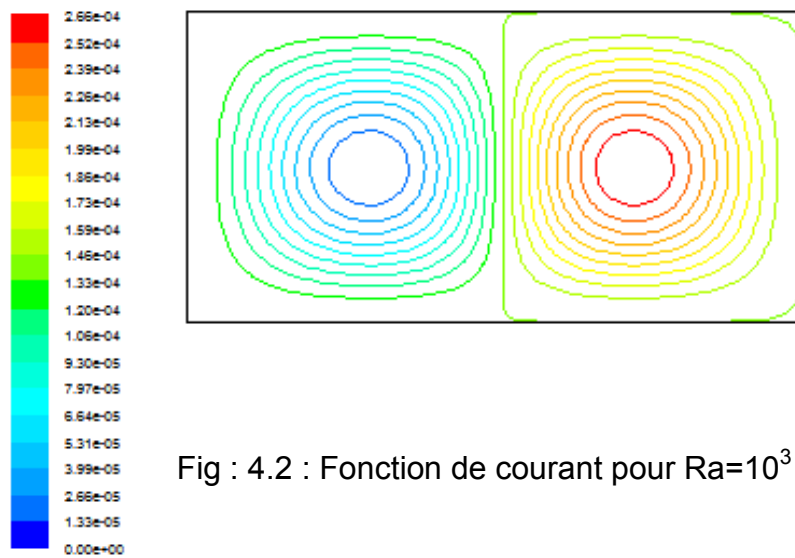 2.66e-04
2.52e-04
2.39e-04
2.26e-04
2.13e-04
1.99e-04
1.86e-04
1.73e-04
1.59e-04
1.46e-04
1.33e-04
1.20e-04
1.06e-04
9.30e-05
7.97e-05
6.64e-05
5.31e-05
3.99e-05
2.66e-05
1.33e-05
0.00e+00
Fig : 4.2 : Fonction de courant pour Ra=10³